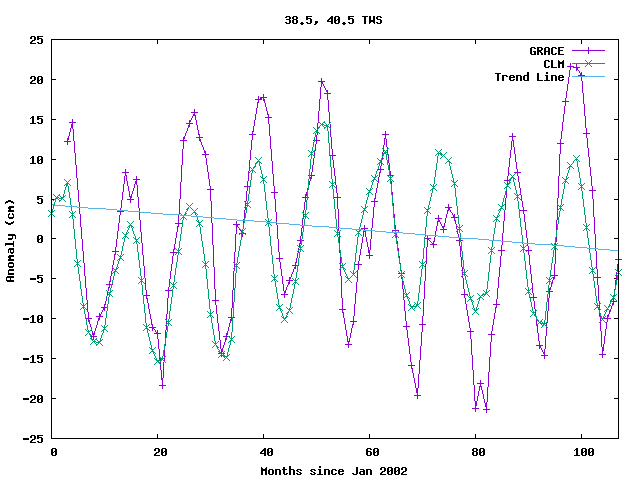 38.5, 40.5 TWS
GRACE
CLM
Trend Line
25
20
15
10
5
0
-5
-10
-15
-20
-25
Anomaly (cm)
0 20 40 60 80 100
Months since Jan 2002